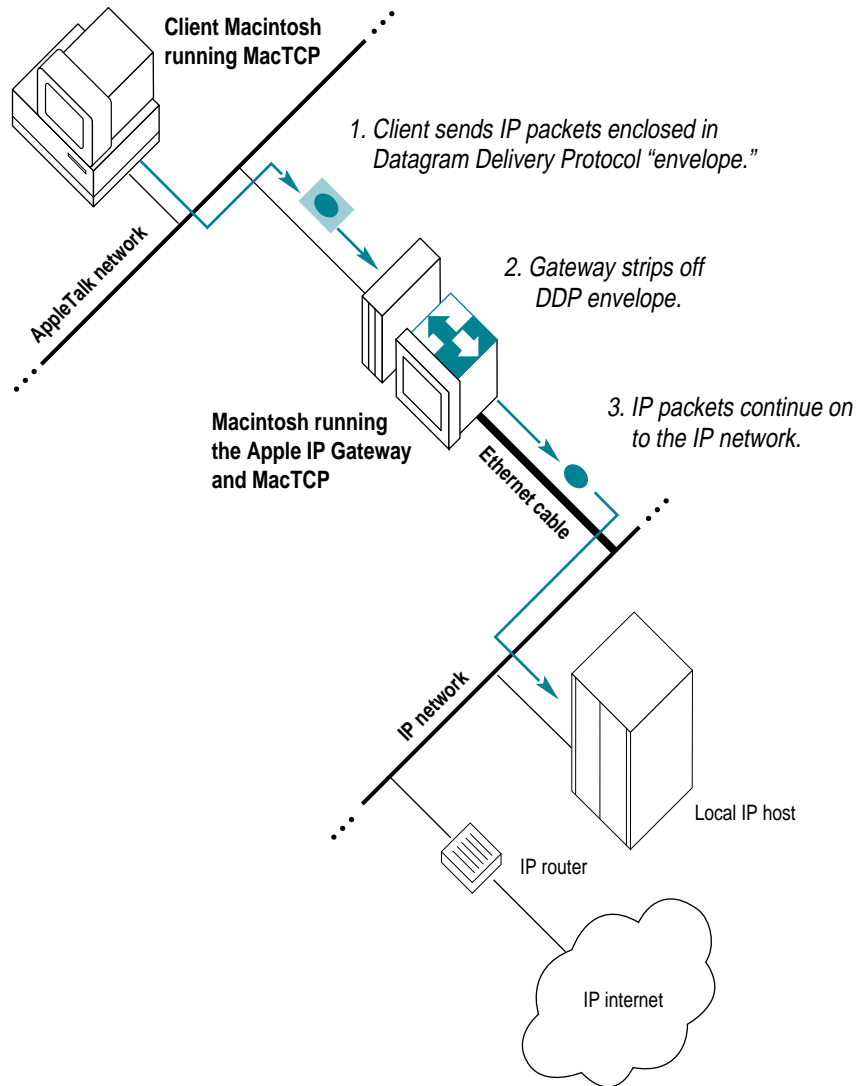 Client Macintosh
running MacTCP
1. Client sends IP packets enclosed in
Datagram Delivery Protocol “envelope.”
AppleTalk network
2. Gateway strips off
DDP envelope.
Macintosh running
the Apple IP Gateway
and MacTCP
3. IP packets continue on
to the IP network.
Ethernet cable
IP network
Local IP host
IP router
IP internet